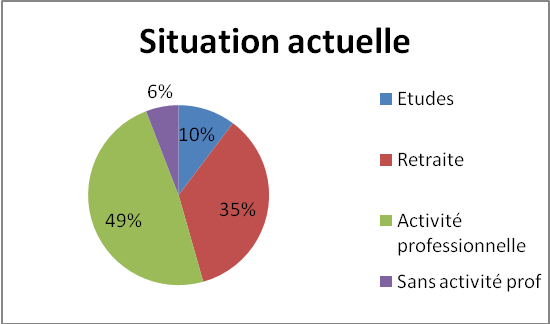 Situation actuelle
6%
10%
35%
49%
Etudes
Retraite
Activité
professionnelle
Sans activité prof